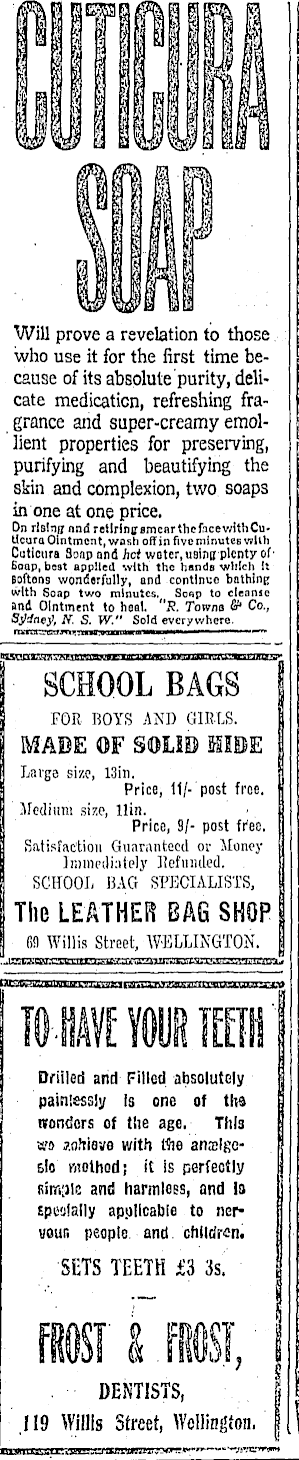 CUTICURA
SOAP
Will prove a revelation to those
who use it for the first time be-
cause of its absolute purity, deli-
cate medication, refreshing fra-
grance and super-creamy emol-
lient properties for preserving,
purifying and beautifying the
skin and complexion, two soaps
in one at one price.
On rising and retiring smear the face with Cu-
ticura Ointment, wash off in five minutes with
Cuticura Soap and hot water, using plenty of
Soap, best applied with the hands which it
softens wonderfully, and continue bathing
with Soap two minutes. Soap to cleanse
and Ointment to heal. "R. Towns & Co.,
Sydney, N. S. W." Sold everywhere.
SCHOOL BAGS
FOR BOYS AND GIRLS.
MADE OF SOLID HIDE
Large size, 13in.
Price, 11/- post free.
Medium size, 11in.
Price, 9/- post free.
Satisfaction Guaranteed or Money
Immediately Refunded.
SCHOOL BAG SPECIALISTS,
The LEATHER BAG SHOP
69 Willis Street, WELLINGTON.
TO HAVE YOUR TEETH
Drilled and Filled absolutely
painlessly is one of the
wonders of the age. This
we achieve with the anælge-
sic method; it is perfectly
simple and harmless, and is
specially applicable to ner-
vous people and children.
SETS TEETH £3 3s.
FROST & FROST,
DENTISTS,
119 Willis Street, Wellington.